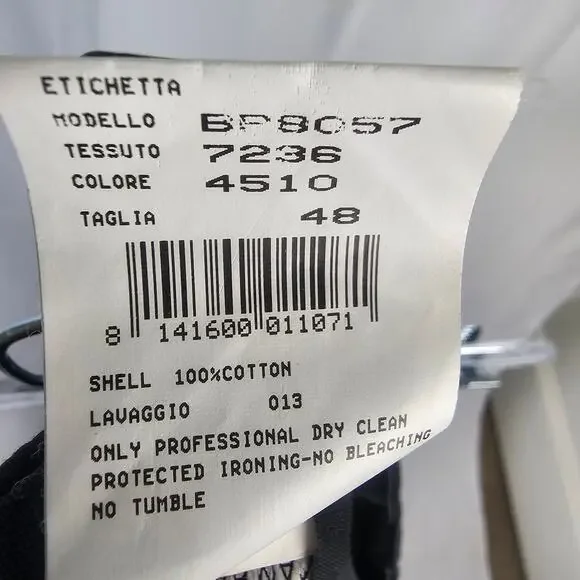 ETICHETTA
MODELLO BP8057
TESSUTO 7236
COLORE 4510
TAGLIA 48
8 141600 011071
SHELL 100%COTTON
LAVAGGIO 013
ONLY PROFESSIONAL DRY CLEAN
PROTECTED IRONING-NO BLEACHING
NO TUMBLE